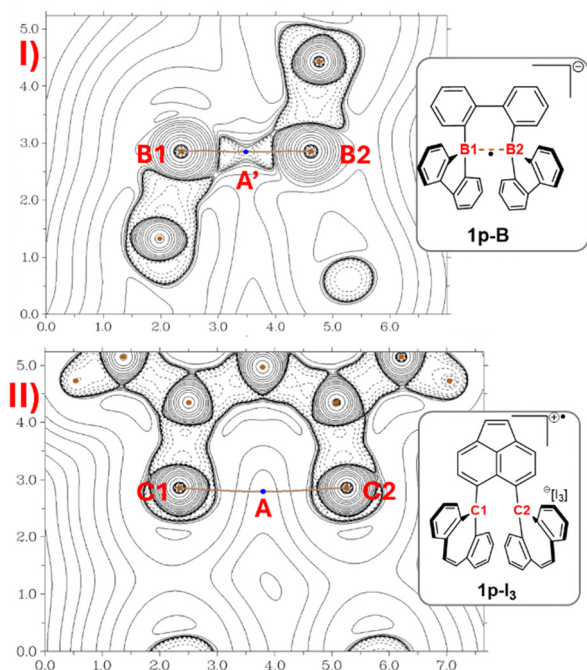 I)
5.0
4.0
3.0
2.0
1.0
0.0
B1
B2
A'
0.0 1.0 2.0 3.0 4.0 5.0 6.0
⊖
B1 B2
1p-B
II)
5.0
4.0
3.0
2.0
1.0
0.0
C1
C2
A
0.0 1.0 2.0 3.0 4.0 5.0 6.0 7.0
⊕•
⊖[I₃]
C1 C2
1p-I₃